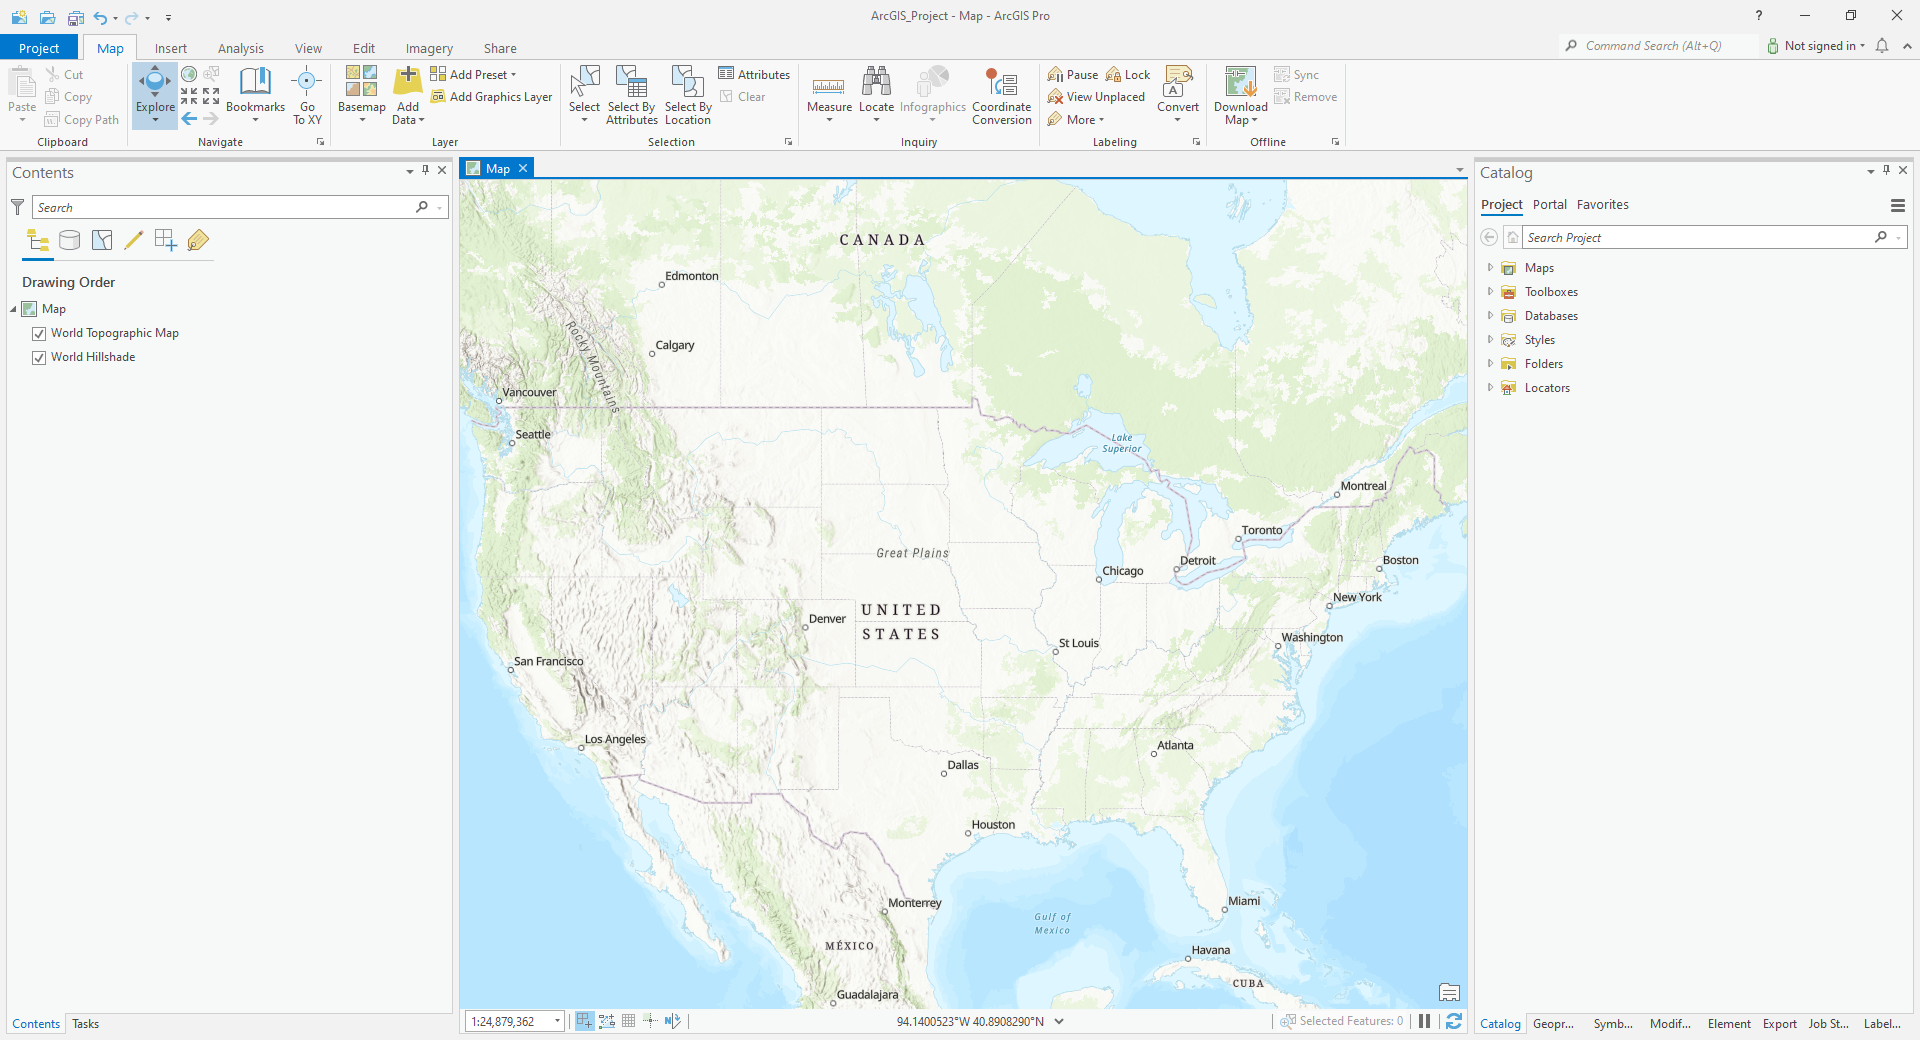 ArcGIS_Project - Map - ArcGIS Pro
?
Project
Map
Insert
Analysis
View
Edit
Imagery
Share
Command Search (Alt+Q)
Not signed in
Paste
Cut
Copy
Copy Path
Clipboard
Explore
Bookmarks
Go
To XY
Navigate
Basemap
Add
Data
Add Preset
Add Graphics Layer
Layer
Select
Select By
Attributes
Select By
Location
Attributes
Clear
Selection
Measure
Locate
Infographics
Coordinate
Conversion
Inquiry
Pause
Lock
View Unplaced
More
Convert
Labeling
Download
Map
Sync
Remove
Offline
Contents
Search
Drawing Order
Map
World Topographic Map
World Hillshade
Contents
Tasks
Map
CANADA
Edmonton
Rocky Mountains
Calgary
Vancouver
Seattle
Lake
Superior
Montreal
Toronto
Great Plains
Detroit
Boston
Chicago
New York
UNITED
STATES
Denver
Washington
St Louis
San Francisco
Los Angeles
Atlanta
Dallas
Houston
Monterrey
Miami
Gulf of
Mexico
MÉXICO
Havana
CUBA
Guadalajara
1:24,879,362
94.1400523°W 40.8908290°N
Selected Features: 0
Catalog
Project
Portal
Favorites
Search Project
Maps
Toolboxes
Databases
Styles
Folders
Locators
Catalog
Geopr...
Symb...
Modif...
Element
Export
Job St...
Label...